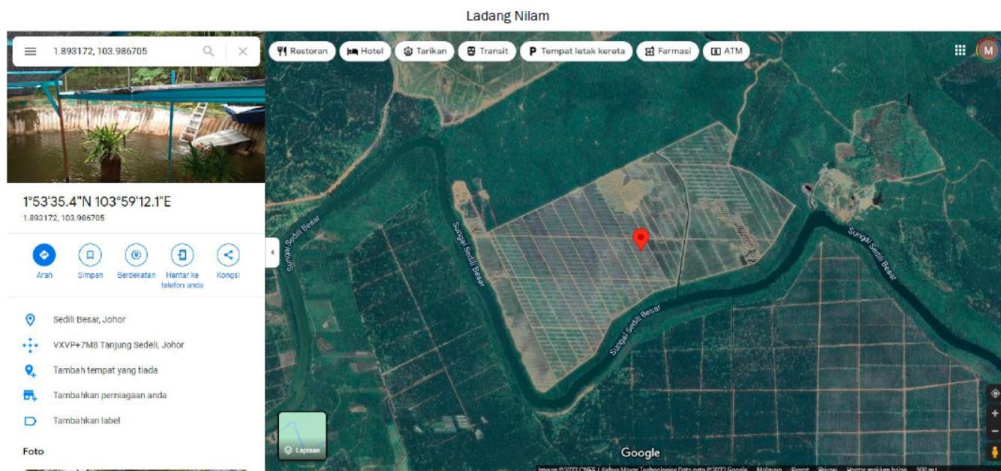 Ladang Nilam
1.893172, 103.986705
Restoran
Hotel
Tarikan
Transit
P Tempat letak kereta
Farmasi
ATM
M
1°53'35.4"N 103°59'12.1"E
1.893172, 103.986705
Arah
Simpan
Berdekatan
Hantar ke telefon anda
Kongsi
Sedili Besar, Johor
VXVP+7M8 Tanjung Sedeli, Johor
Tambah tempat yang tiada
Tambahkan perniagaan anda
Tambahkan label
Foto
Sungai Sedili Besar
Sungai Sedili Besar
Sungai Sedili Besar
Sungai Sedili Besar
Lapisan
Google